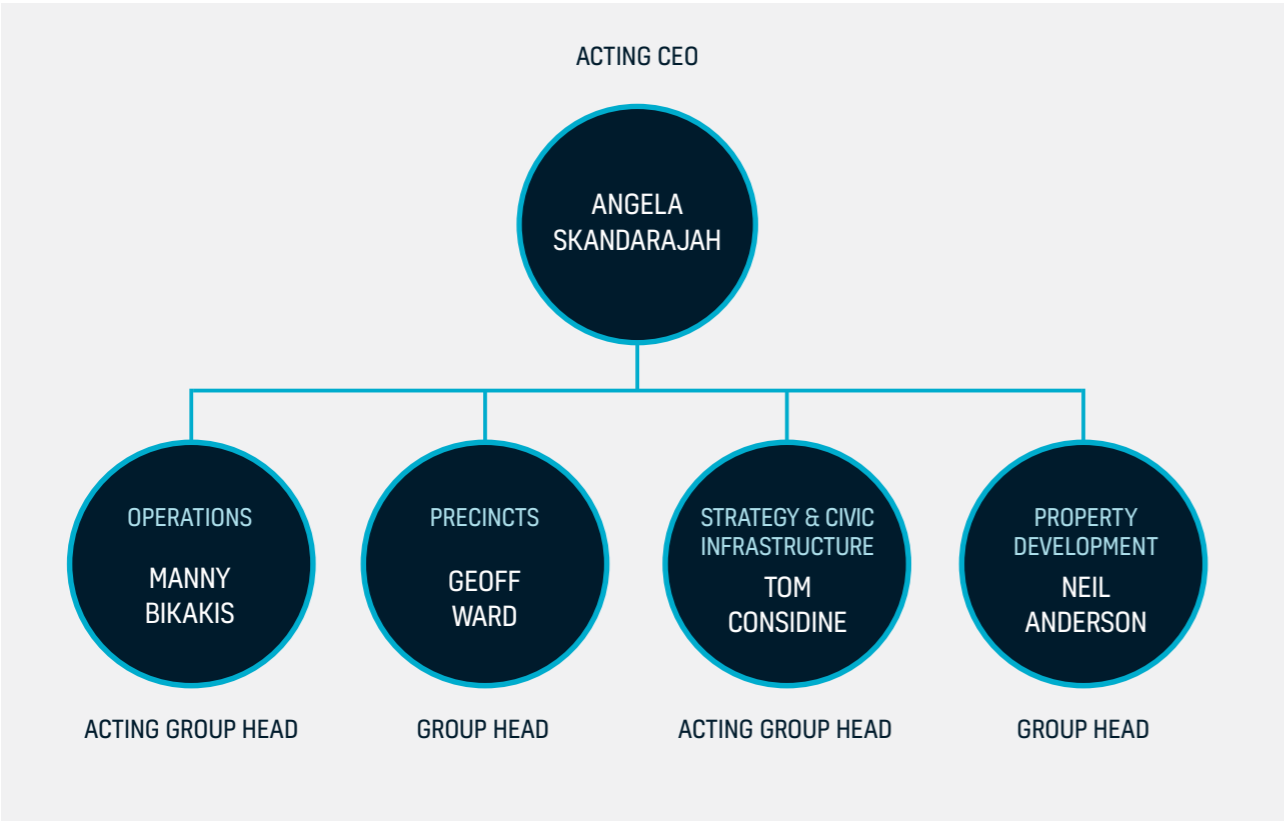 ACTING CEO
ANGELA
SKANDARAJAH
OPERATIONS
MANNY
BIKAKIS
ACTING GROUP HEAD
PRECINCTS
GEOFF
WARD
GROUP HEAD
STRATEGY & CIVIC
INFRASTRUCTURE
TOM
CONSIDINE
ACTING GROUP HEAD
PROPERTY
DEVELOPMENT
NEIL
ANDERSON
GROUP HEAD